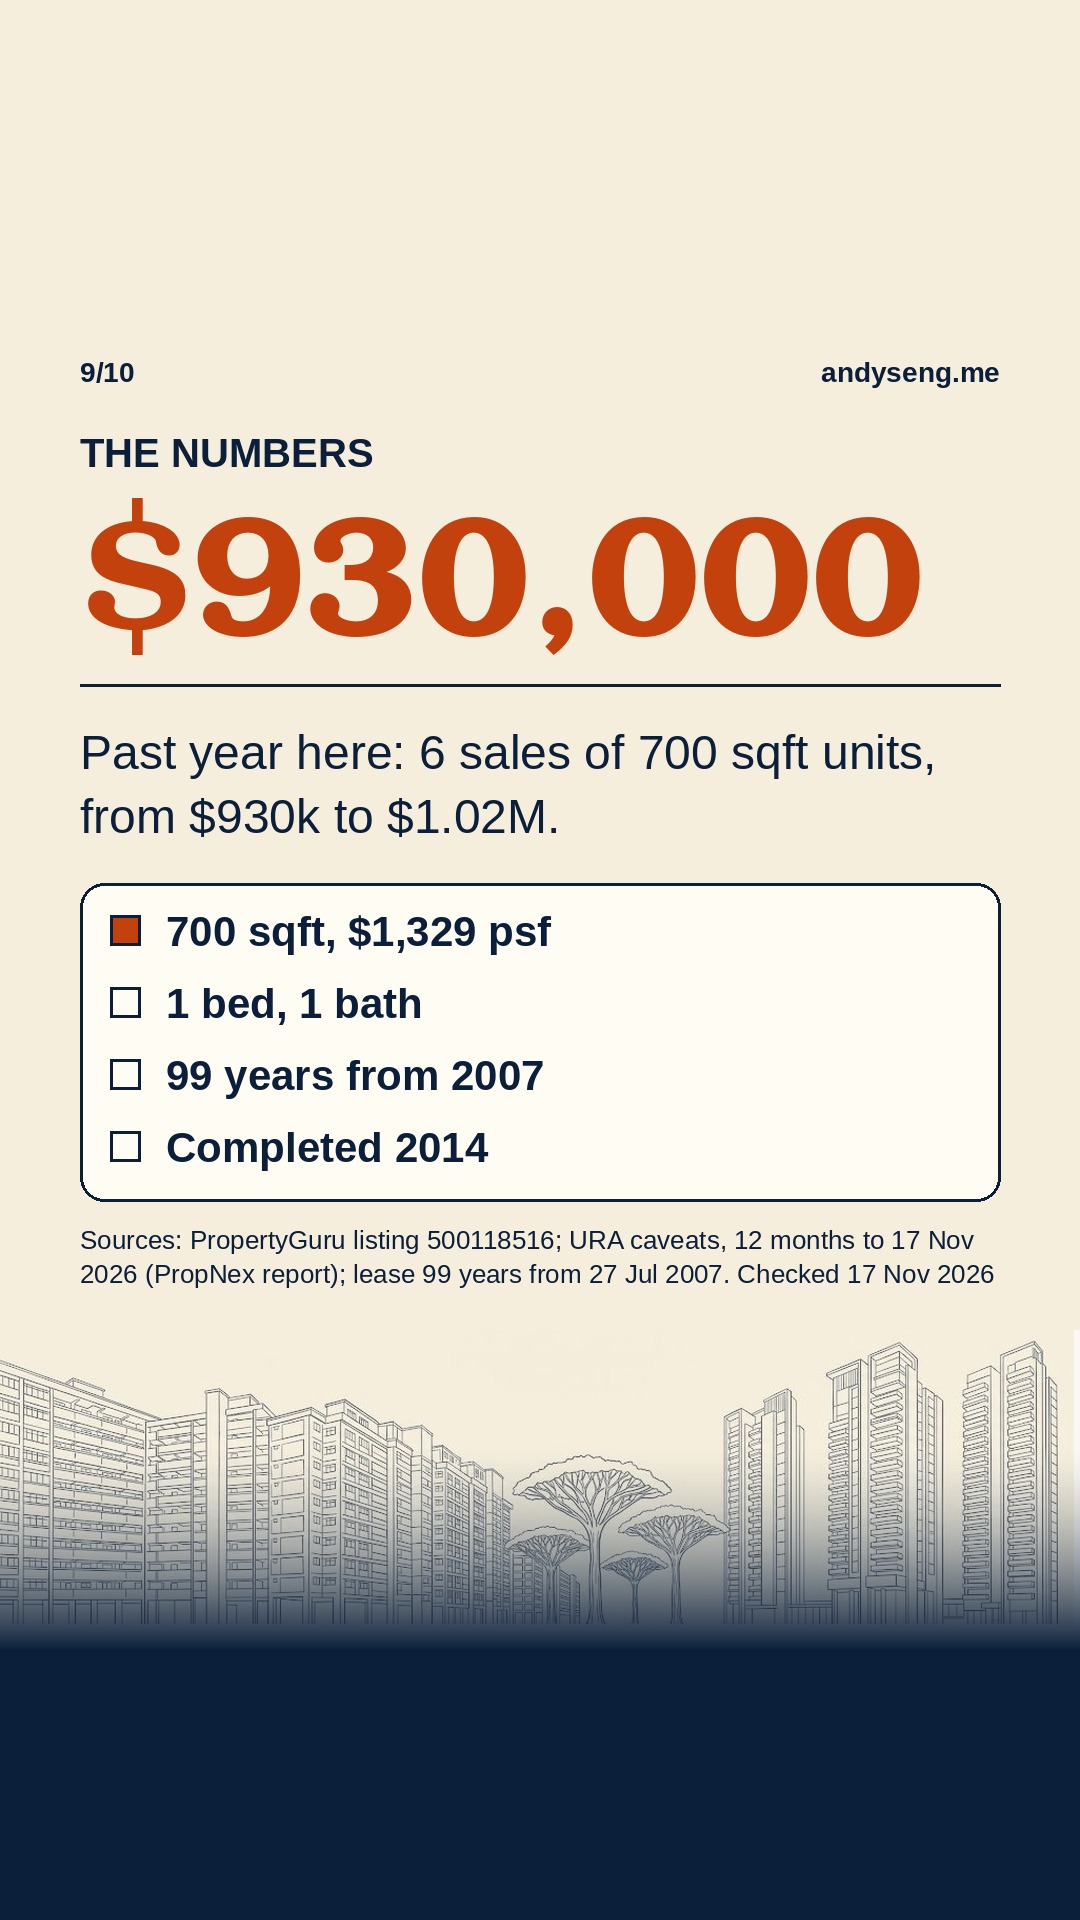 9/10
andyseng.me
THE NUMBERS
$930,000
Past year here: 6 sales of 700 sqft units,
from $930k to $1.02M.
700 sqft, $1,329 psf
1 bed, 1 bath
99 years from 2007
Completed 2014
Sources: PropertyGuru listing 500118516; URA caveats, 12 months to 17 Nov
2026 (PropNex report); lease 99 years from 27 Jul 2007. Checked 17 Nov 2026